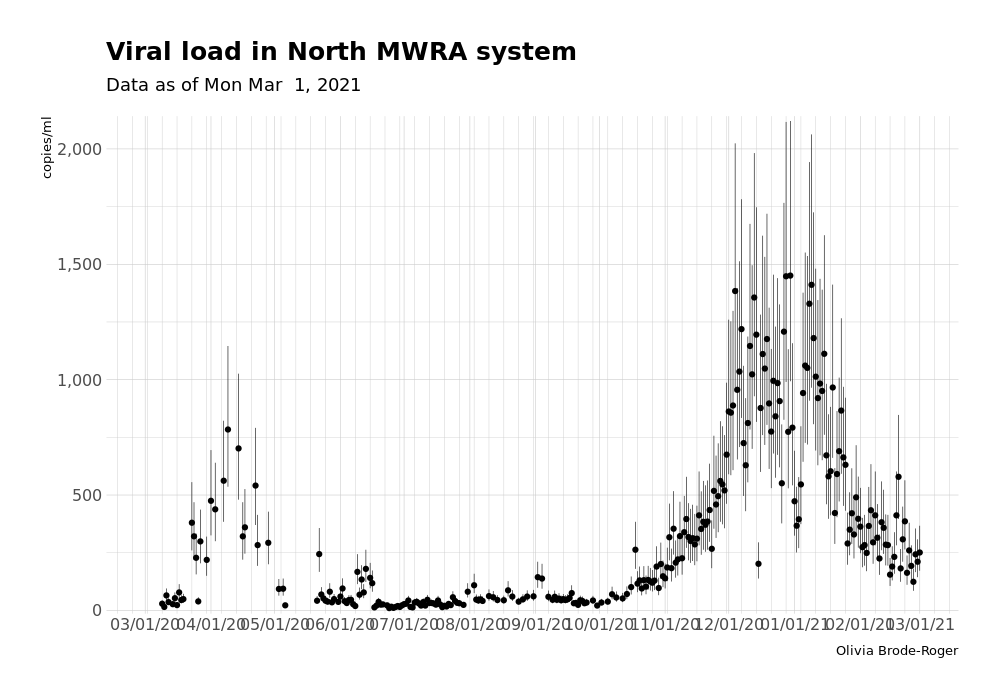 Viral load in North MWRA system
Data as of Mon Mar  1, 2021
copies/ml
2,000
1,500
1,000
500
0
03/01/20 04/01/20 05/01/20 06/01/20 07/01/20 08/01/20 09/01/20 10/01/20 11/01/20 12/01/20 01/01/21 02/01/21 03/01/21
Olivia Brode-Roger